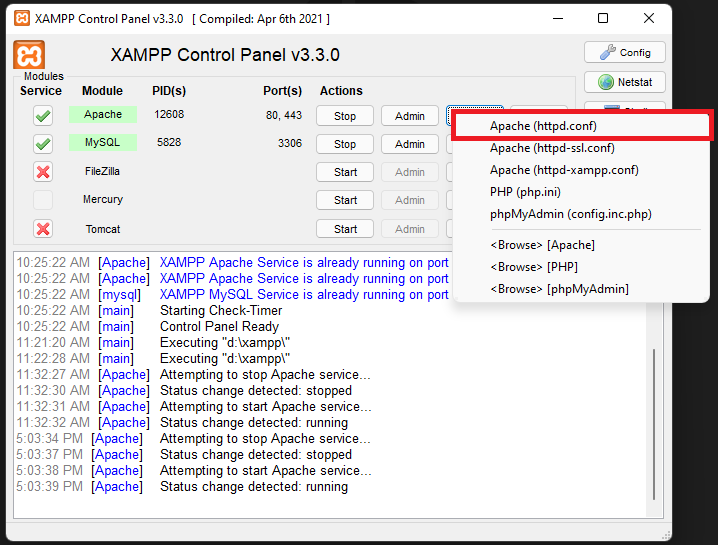 XAMPP Control Panel v3.3.0 [ Compiled: Apr 6th 2021 ]
XAMPP Control Panel v3.3.0
Config
Modules
Service Module PID(s) Port(s) Actions
Netstat
Apache 12608 80, 443 Stop Admin
MySQL 5828 3306 Stop Admin
FileZilla Start Admin
Mercury Start Admin
Tomcat Start Admin
Apache (httpd.conf)
Apache (httpd-ssl.conf)
Apache (httpd-xampp.conf)
PHP (php.ini)
phpMyAdmin (config.inc.php)
<Browse> [Apache]
<Browse> [PHP]
<Browse> [phpMyAdmin]
10:25:22 AM [Apache] XAMPP Apache Service is already running on port
10:25:22 AM [Apache] XAMPP Apache Service is already running on port
10:25:22 AM [mysql] XAMPP MySQL Service is already running on port
10:25:22 AM [main] Starting Check-Timer
10:25:22 AM [main] Control Panel Ready
11:21:20 AM [main] Executing "d:\xampp\"
11:22:28 AM [main] Executing "d:\xampp\"
11:32:27 AM [Apache] Attempting to stop Apache service...
11:32:30 AM [Apache] Status change detected: stopped
11:32:31 AM [Apache] Attempting to start Apache service...
11:32:32 AM [Apache] Status change detected: running
5:03:34 PM [Apache] Attempting to stop Apache service...
5:03:37 PM [Apache] Status change detected: stopped
5:03:38 PM [Apache] Attempting to start Apache service...
5:03:39 PM [Apache] Status change detected: running